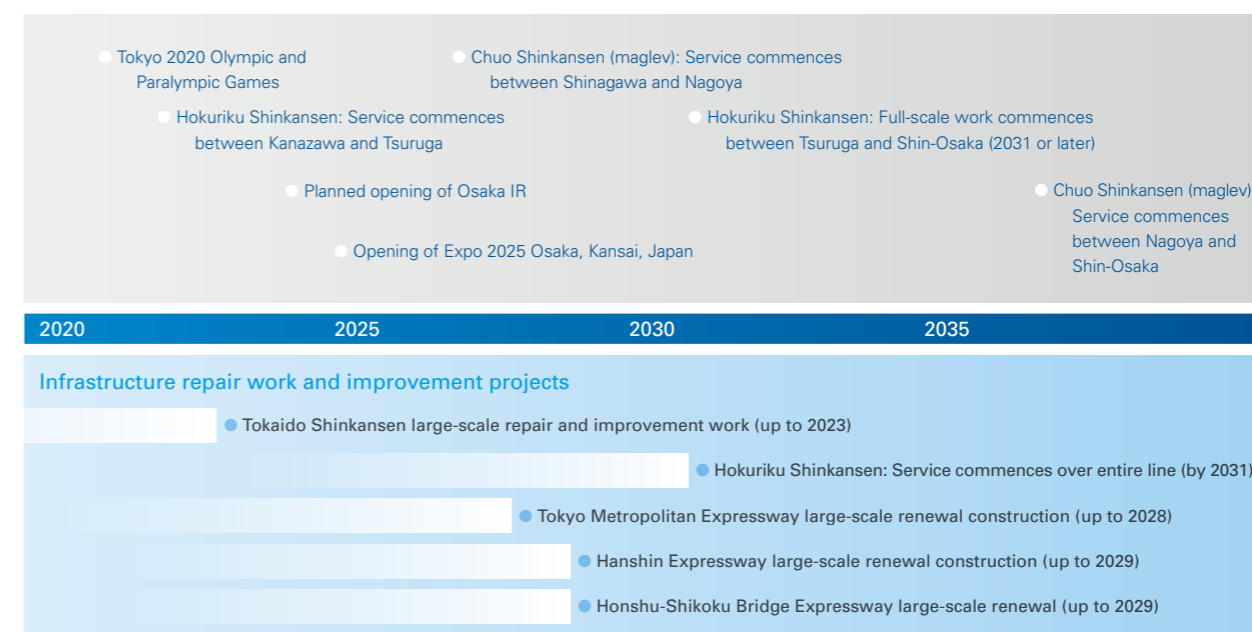 Tokyo 2020 Olympic and
Paralympic Games
Chuo Shinkansen (maglev): Service commences
between Shinagawa and Nagoya
Hokuriku Shinkansen: Service commences
between Kanazawa and Tsuruga
Hokuriku Shinkansen: Full-scale work commences
between Tsuruga and Shin-Osaka (2031 or later)
Planned opening of Osaka IR
Chuo Shinkansen (maglev)
Service commences
between Nagoya and
Shin-Osaka
Opening of Expo 2025 Osaka, Kansai, Japan
2020 2025 2030 2035
Infrastructure repair work and improvement projects
Tokaido Shinkansen large-scale repair and improvement work (up to 2023)
Hokuriku Shinkansen: Service commences over entire line (by 2031)
Tokyo Metropolitan Expressway large-scale renewal construction (up to 2028)
Hanshin Expressway large-scale renewal construction (up to 2029)
Honshu-Shikoku Bridge Expressway large-scale renewal (up to 2029)